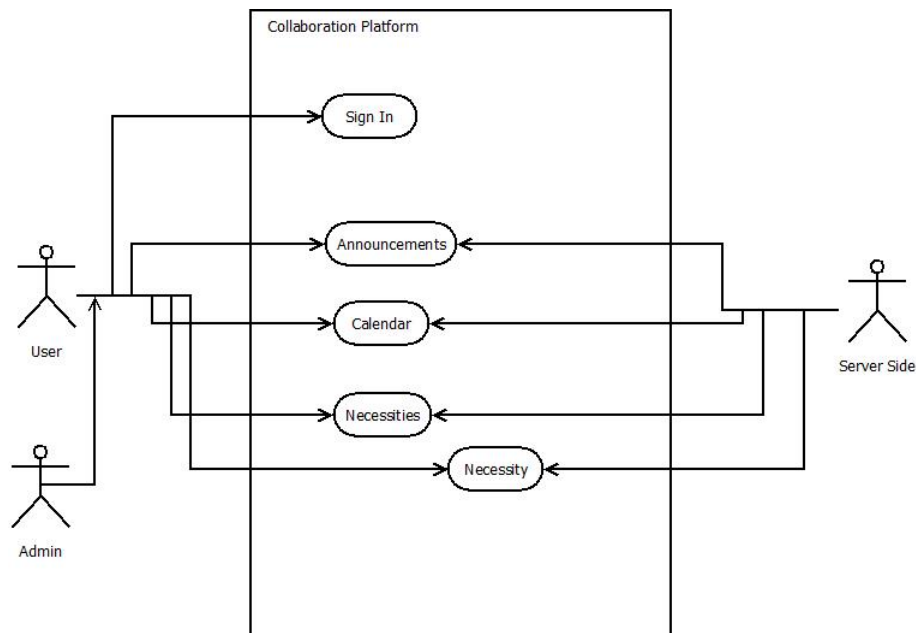 Collaboration Platform
Sign In
Announcements
Calendar
User
Server Side
Necessities
Necessity
Admin